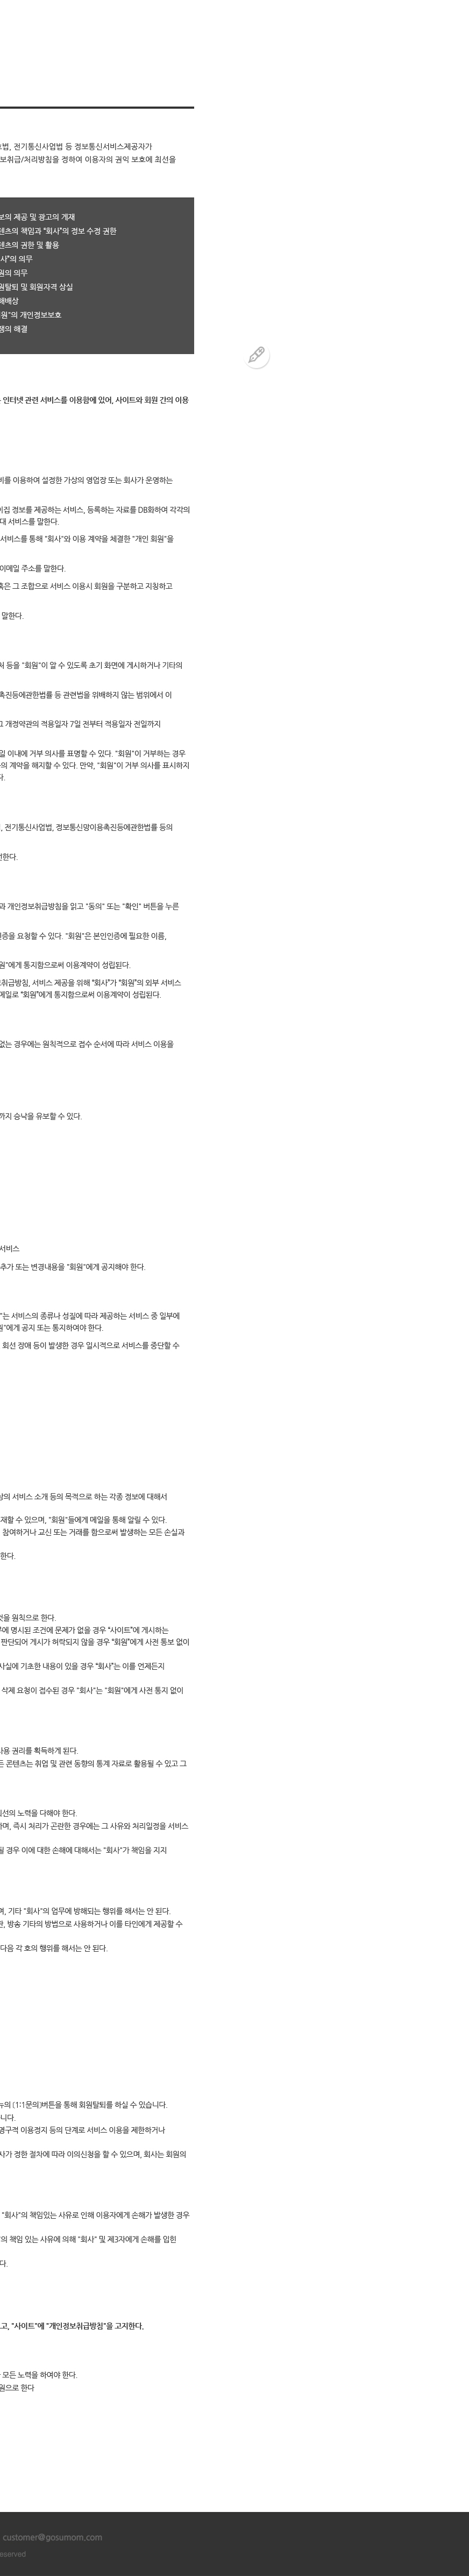 법, 전기통신사업법 등 정보통신서비스제공자가
보취급/처리방침을 정하여 이용자의 권익 보호에 최선을
보의 제공 및 광고의 게재
텐츠의 책임과 "회사"의 정보 수정 권한
텐츠의 권한 및 활용
사"의 의무
원의 의무
원탈퇴 및 회원자격 상실
해배상
원"의 개인정보보호
쟁의 해결
인터넷 관련 서비스를 이용함에 있어, 사이트와 회원 간의 이용
비를 이용하여 설정한 가상의 영업장 또는 회사가 운영하는
이집 정보를 제공하는 서비스, 등록하는 자료를 DB화하여 각각의
대 서비스를 말한다.
서비스를 통해 "회사"와 이용 계약을 체결한 "개인 회원"을
이메일 주소를 말한다.
혹은 그 조합으로 서비스 이용시 회원을 구분하고 지칭하고
말한다.
처 등을 "회원"이 알 수 있도록 초기 화면에 게시하거나 기타의
촉진등에관한법률 등 관련법을 위배하지 않는 범위에서 이
그 개정약관의 적용일자 7일 전부터 적용일자 전일까지
일 이내에 거부 의사를 표명할 수 있다. "회원"이 거부하는 경우
의 계약을 해지할 수 있다. 만약, "회원"이 거부 의사를 표시하지
다.
, 전기통신사업법, 정보통신망이용촉진등에관한법률 등의
선한다.
과 개인정보취급방침을 읽고 "동의" 또는 "확인" 버튼을 누른
인증을 요청할 수 있다. "회원"은 본인인증에 필요한 이름,
원"에게 통지함으로써 이용계약이 성립된다.
취급방침, 서비스 제공을 위해 "회사"가 "회원"의 외부 서비스
메일로 "회원"에게 통지함으로써 이용계약이 성립된다.
없는 경우에는 원칙적으로 접수 순서에 따라 서비스 이용을
까지 승낙을 유보할 수 있다.
서비스
추가 또는 변경내용을 "회원"에게 공지해야 한다.
"는 서비스의 종류나 성질에 따라 제공하는 서비스 중 일부에
원"에게 공지 또는 통지하여야 한다.
회선 장애 등이 발생한 경우 일시적으로 서비스를 중단할 수
상의 서비스 소개 등의 목적으로 하는 각종 정보에 대해서
재할 수 있으며, "회원"들에게 메일을 통해 알릴 수 있다.
참여하거나 교신 또는 거래를 함으로써 발생하는 모든 손실과
한다.
것을 원칙으로 한다.
무에 명시된 조건에 문제가 없을 경우 "사이트"에 게시하는
판단되어 게시가 허락되지 않을 경우 "회원"에게 사전 통보 없이
사실에 기초한 내용이 있을 경우 "회사"는 이를 언제든지
삭제 요청이 접수된 경우 "회사"는 "회원"에게 사전 통지 없이
사용 권리를 획득하게 된다.
든 콘텐츠는 취업 및 관련 동향의 통계 자료로 활용될 수 있고 그
최선의 노력을 다해야 한다.
하며, 즉시 처리가 곤란한 경우에는 그 사유와 처리일정을 서비스
될 경우 이에 대한 손해에 대해서는 "회사"가 책임을 지지
며, 기타 "회사"의 업무에 방해되는 행위를 해서는 안 된다.
판, 방송 기타의 방법으로 사용하거나 이를 타인에게 제공할 수
다음 각 호의 행위를 해서는 안 된다.
뉴의 (1:1문의)버튼을 통해 회원탈퇴를 하실 수 있습니다.
니다.
영구적 이용정지 등의 단계로 서비스 이용을 제한하거나
사가 정한 절차에 따라 이의신청을 할 수 있으며, 회사는 회원의
"회사"의 책임있는 사유로 인해 이용자에게 손해가 발생한 경우
의 책임 있는 사유에 의해 "회사" 및 제3자에게 손해를 입힌
다.
고, "사이트"에 "개인정보취급방침"을 고지한다.
모든 노력을 하여야 한다.
원으로 한다
customer@gosumom.com
eserved